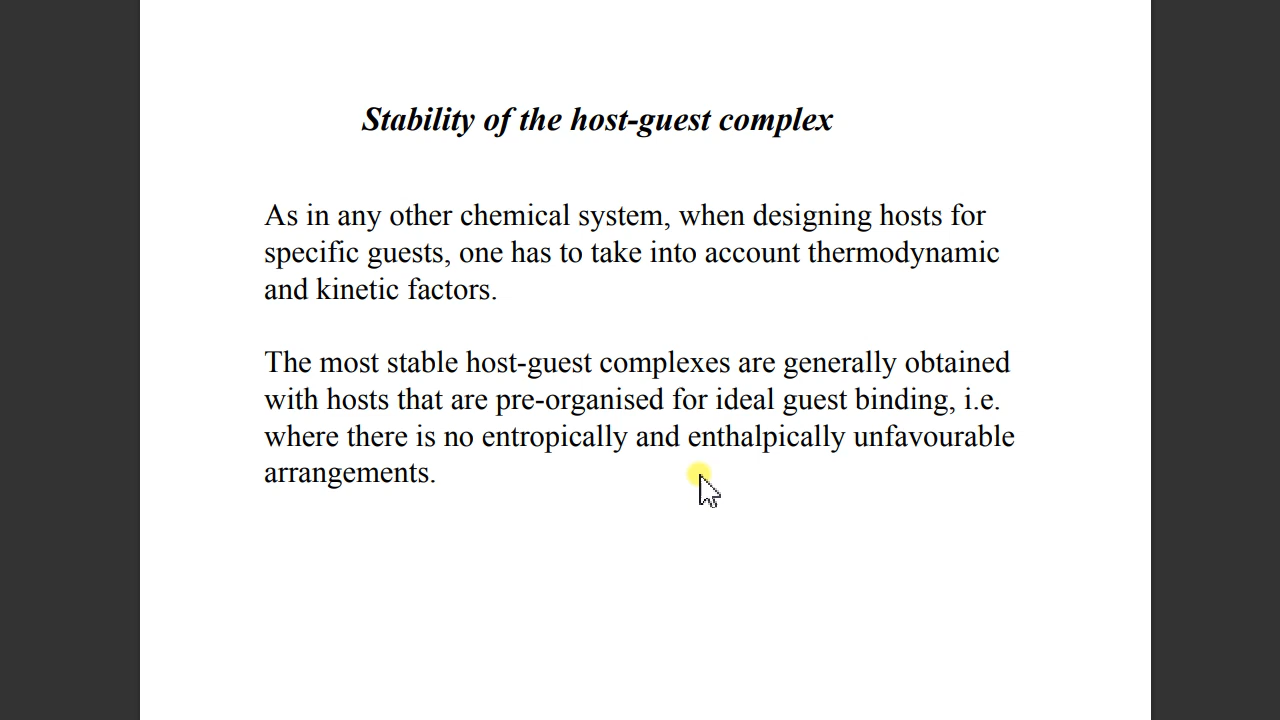 Stability of the host-guest complex
As in any other chemical system, when designing hosts for
specific guests, one has to take into account thermodynamic
and kinetic factors.
The most stable host-guest complexes are generally obtained
with hosts that are pre-organised for ideal guest binding, i.e.
where there is no entropically and enthalpically unfavourable
arrangements.